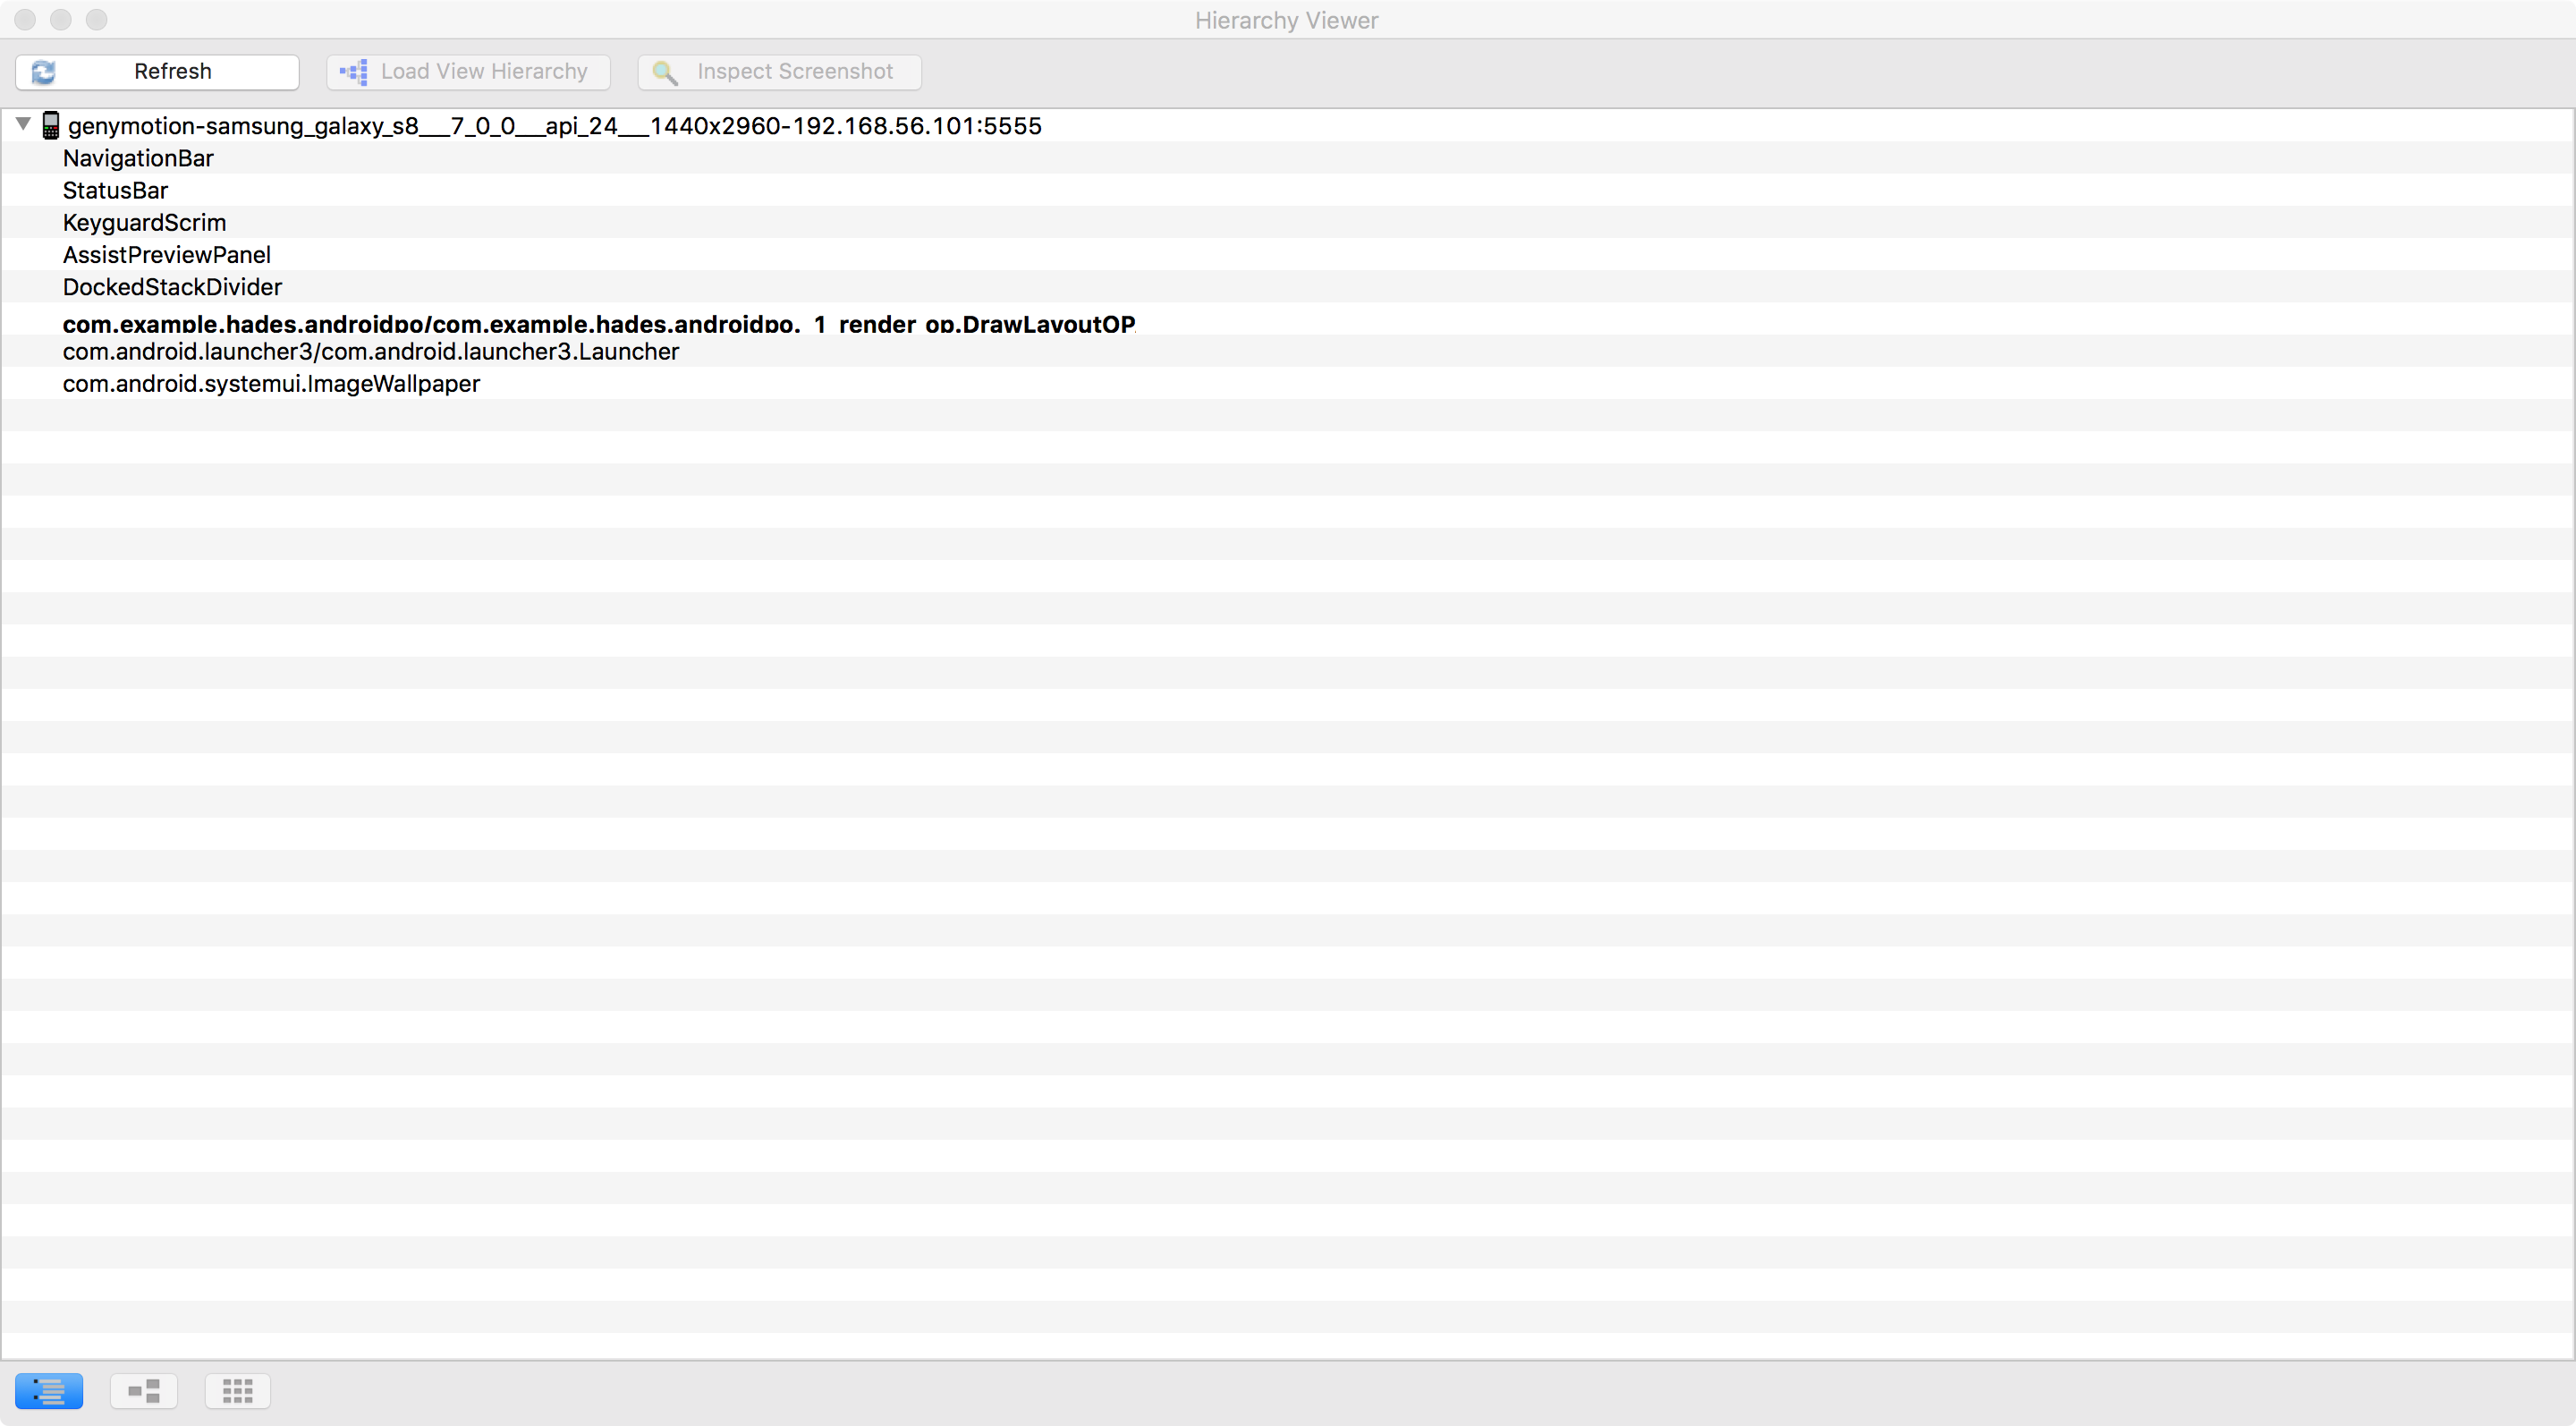 Hierarchy Viewer
Refresh
Load View Hierarchy
Inspect Screenshot
genymotion-samsung_galaxy_s8___7_0_0___api_24___1440x2960-192.168.56.101:5555
NavigationBar
StatusBar
KeyguardScrim
AssistPreviewPanel
DockedStackDivider
com.example.hades.androidpo/com.example.hades.androidpo._1_render_op.DrawLayoutOP
com.android.launcher3/com.android.launcher3.Launcher
com.android.systemui.ImageWallpaper